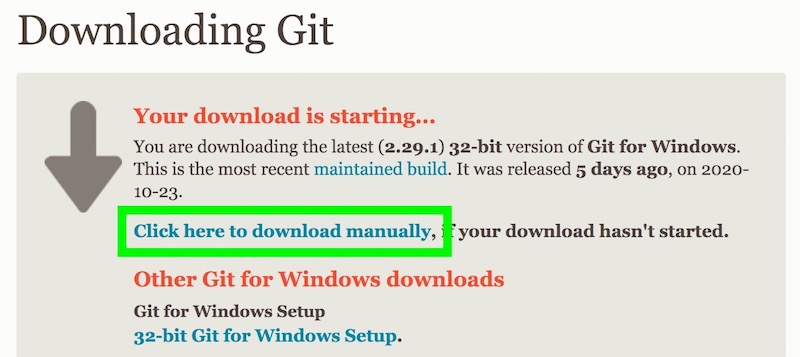 Downloading Git
Your download is starting...
You are downloading the latest (2.29.1) 32-bit version of Git for Windows.
This is the most recent maintained build. It was released 5 days ago, on 2020-
10-23.
Click here to download manually, if your download hasn't started.
Other Git for Windows downloads
Git for Windows Setup
32-bit Git for Windows Setup.